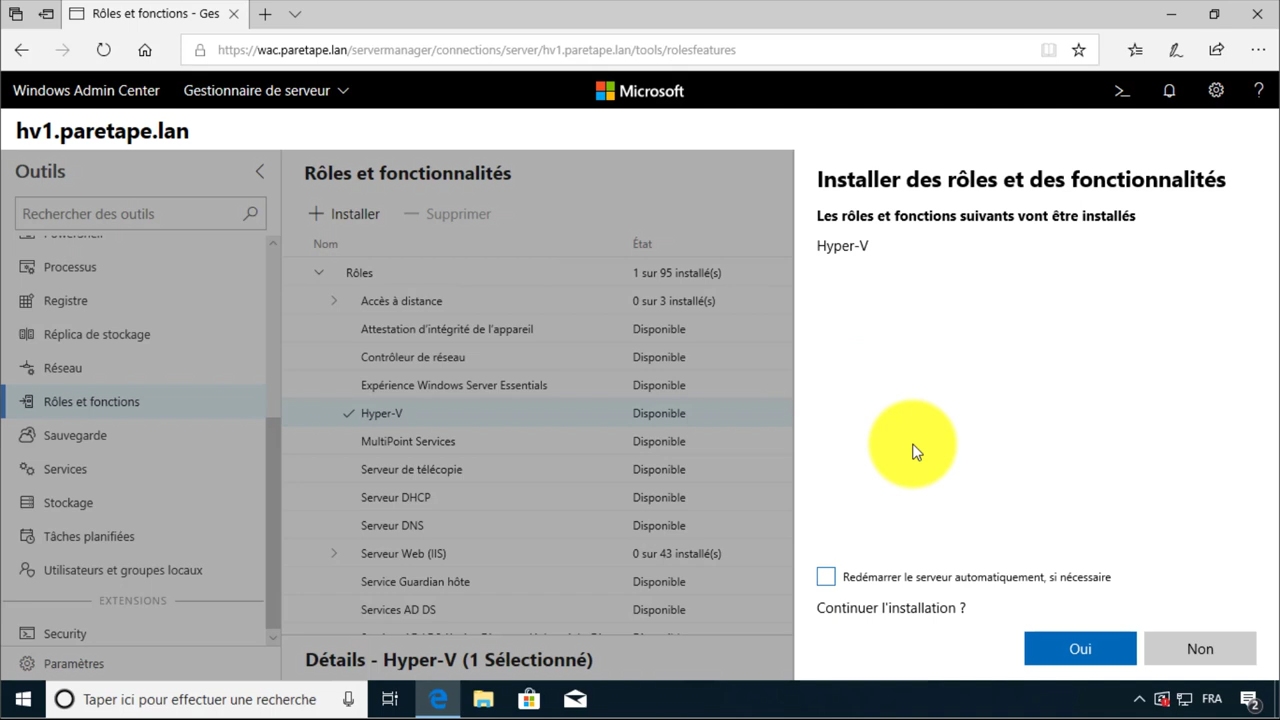 Rôles et fonctions - Ges
https://wac.paretape.lan/servermanager/connections/server/hv1.paretape.lan/tools/rolesfeatures
Windows Admin Center
Gestionnaire de serveur
Microsoft
hv1.paretape.lan
Outils
Rechercher des outils
Processus
Registre
Réplica de stockage
Réseau
Rôles et fonctions
Sauvegarde
Services
Stockage
Tâches planifiées
Utilisateurs et groupes locaux
EXTENSIONS
Security
Paramètres
Rôles et fonctionnalités
Installer
Supprimer
Nom État
Rôles 1 sur 95 installé(s)
Accès à distance 0 sur 3 installé(s)
Attestation d'intégrité de l'appareil Disponible
Contrôleur de réseau Disponible
Expérience Windows Server Essentials Disponible
Hyper-V Disponible
MultiPoint Services Disponible
Serveur de télécopie Disponible
Serveur DHCP Disponible
Serveur DNS Disponible
Serveur Web (IIS) 0 sur 43 installé(s)
Service Guardian hôte Disponible
Services AD DS Disponible
Détails - Hyper-V (1 Sélectionné)
Installer des rôles et des fonctionnalités
Les rôles et fonctions suivants vont être installés
Hyper-V
Redémarrer le serveur automatiquement, si nécessaire
Continuer l'installation ?
Oui
Non
Taper ici pour effectuer une recherche
FRA
2